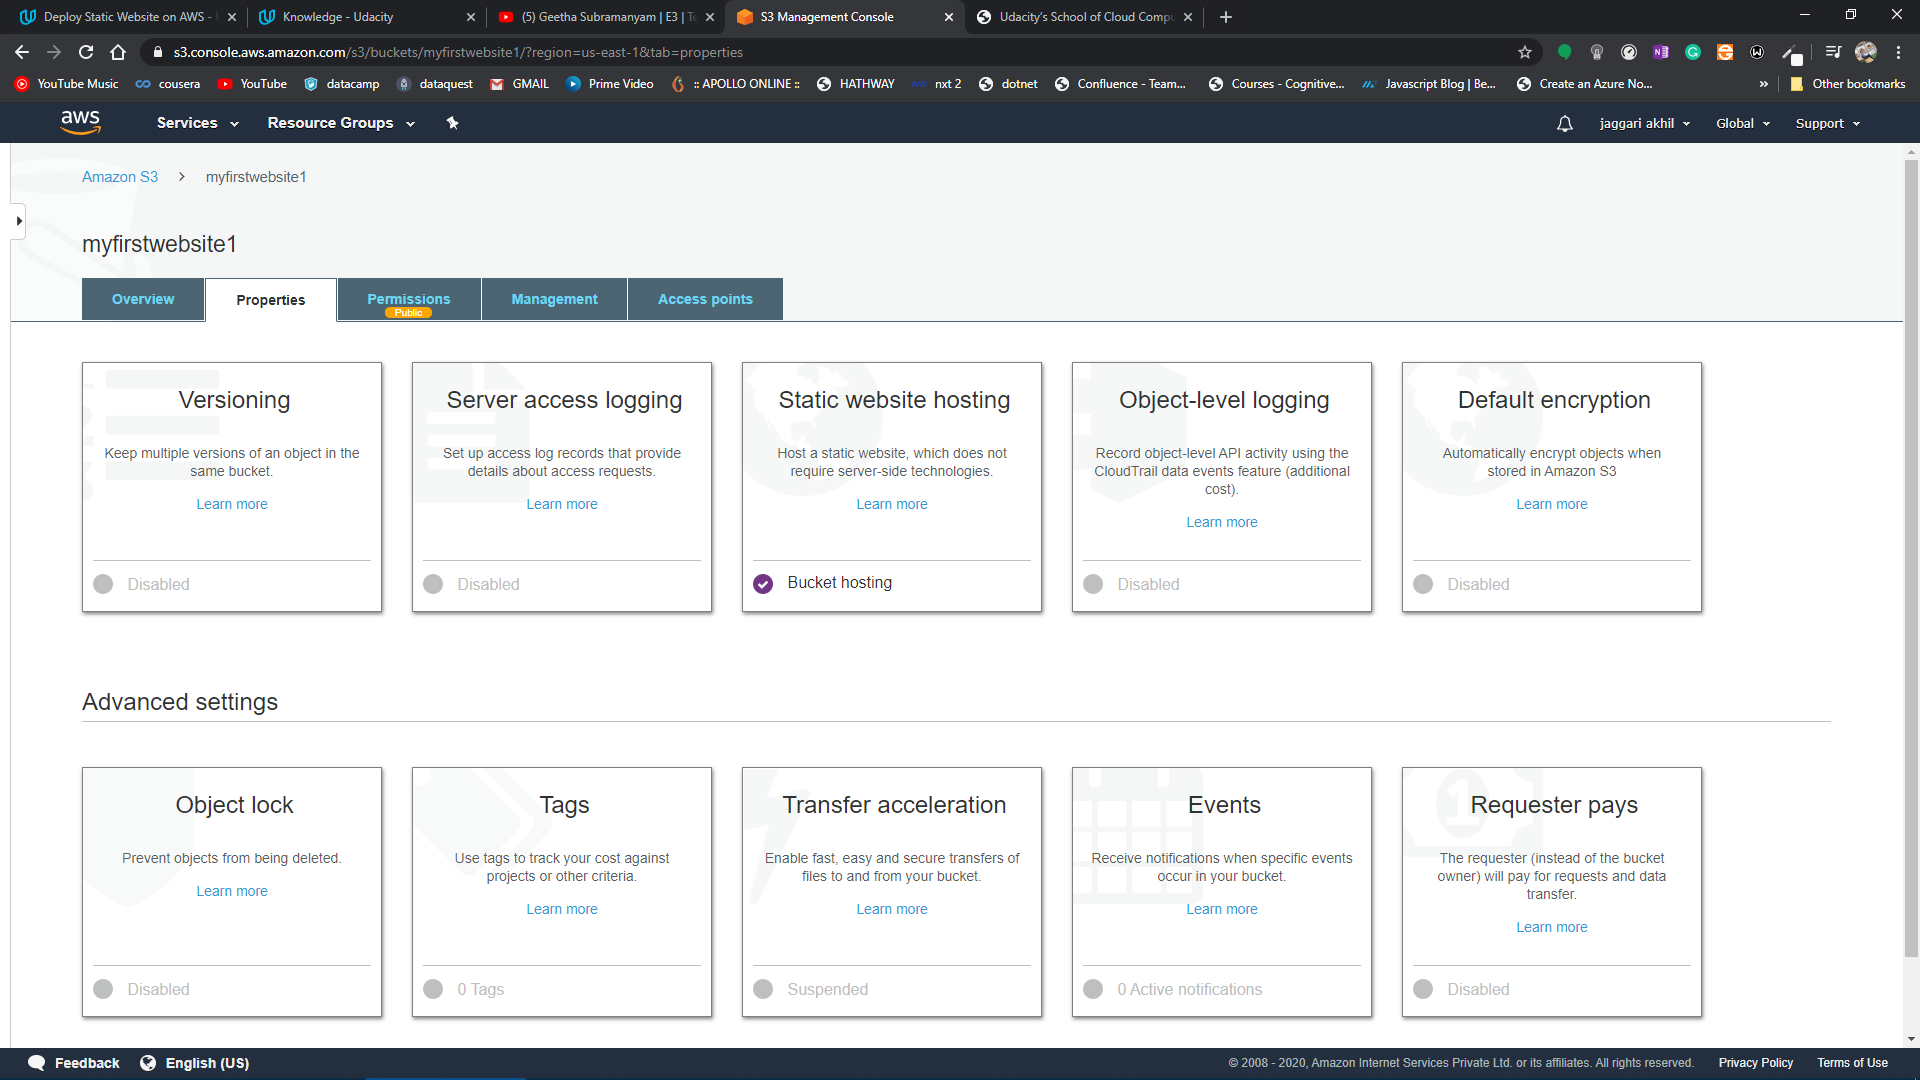 Deploy Static Website on AWS -
Knowledge - Udacity
(5) Geetha Subramanyam | E3 |
S3 Management Console
Udacity's School of Cloud
s3.console.aws.amazon.com/s3/buckets/myfirstwebsite1/?region=us-east-1&tab=properties
YouTube Music
cousera
YouTube
datacamp
dataquest
GMAIL
Prime Video
:: APOLLO ONLINE ::
HATHWAY
nxt 2
dotnet
Confluence - Team...
Courses - Cognitive...
Javascript Blog | Be...
Create an Azure No...
»
Other bookmarks
aws
Services
Resource Groups
jaggari akhil
Global
Support
Amazon S3 > myfirstwebsite1
myfirstwebsite1
Overview
Properties
Permissions
Public
Management
Access points
Versioning
Keep multiple versions of an object in the
same bucket.
Learn more
Disabled
Server access logging
Set up access log records that provide
details about access requests.
Learn more
Disabled
Static website hosting
Host a static website, which does not
require server-side technologies.
Learn more
Bucket hosting
Object-level logging
Record object-level API activity using the
CloudTrail data events feature (additional
cost).
Learn more
Disabled
Default encryption
Automatically encrypt objects when
stored in Amazon S3
Learn more
Disabled
Advanced settings
Object lock
Prevent objects from being deleted.
Learn more
Disabled
Tags
Use tags to track your cost against
projects or other criteria.
Learn more
0 Tags
Transfer acceleration
Enable fast, easy and secure transfers of
files to and from your bucket.
Learn more
Suspended
Events
Receive notifications when specific events
occur in your bucket.
Learn more
0 Active notifications
Requester pays
The requester (instead of the bucket
owner) will pay for requests and data
transfer.
Learn more
Disabled
Feedback
English (US)
© 2008 - 2020, Amazon Internet Services Private Ltd. or its affiliates. All rights reserved.
Privacy Policy
Terms of Use